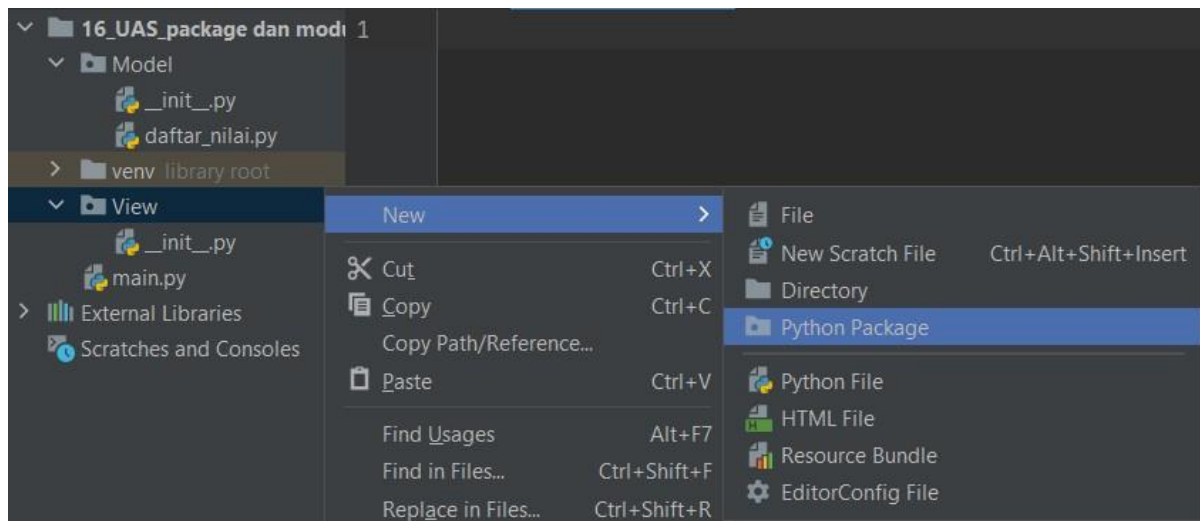 16_UAS_package dan modu
1
Model
__init__.py
daftar_nilai.py
venv library root
View
__init__.py
main.py
External Libraries
Scratches and Consoles
New
Cut Ctrl+X
Copy Ctrl+C
Copy Path/Reference...
Paste Ctrl+V
Find Usages Alt+F7
Find in Files... Ctrl+Shift+F
Replace in Files... Ctrl+Shift+R
File
New Scratch File Ctrl+Alt+Shift+Insert
Directory
Python Package
Python File
HTML File
Resource Bundle
EditorConfig File